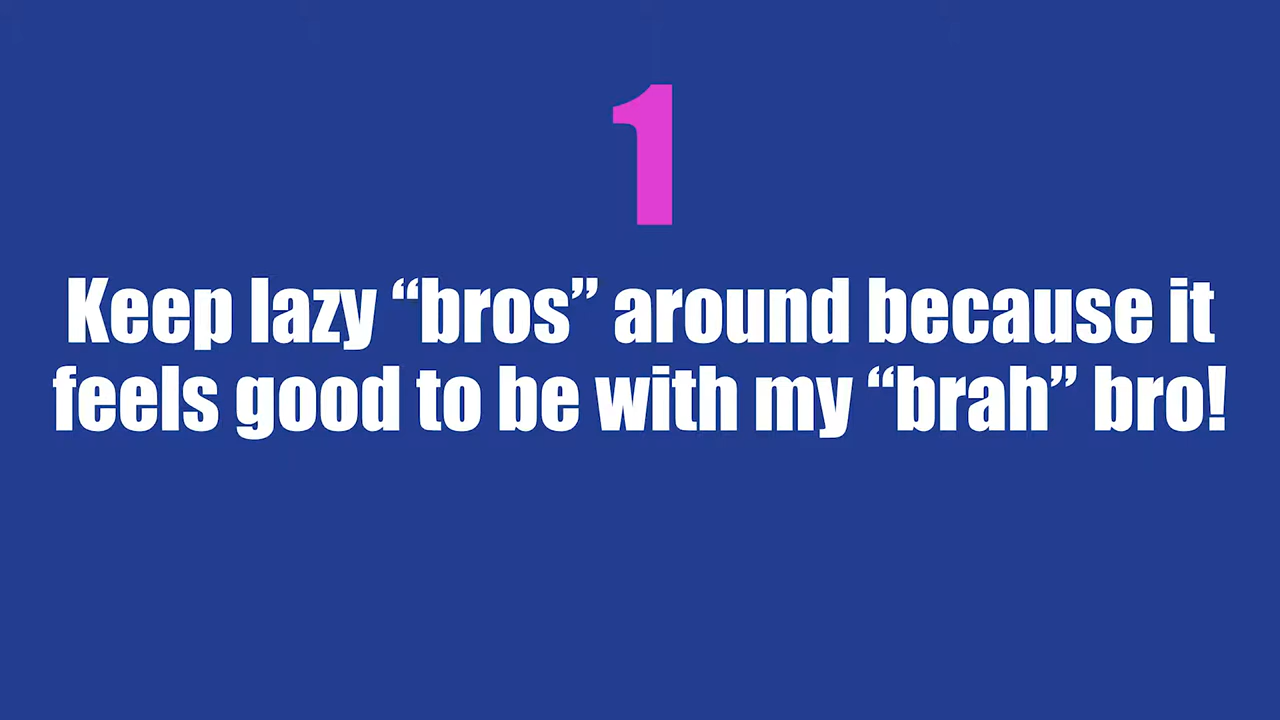 1
Keep lazy “bros” around because it
feels good to be with my “brah” bro!